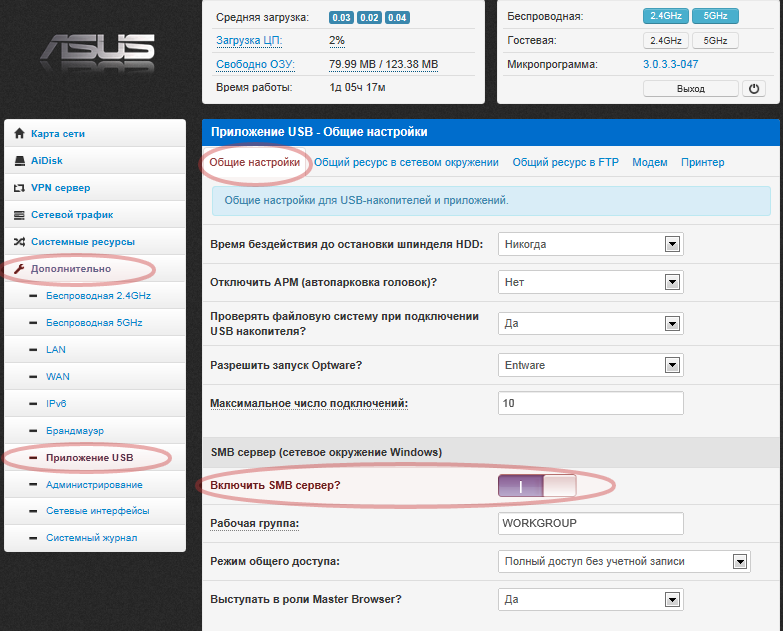 ASUS
Средняя загрузка: 0.03 0.02 0.04
Загрузка ЦП: 2%
Свободно ОЗУ: 79.99 MB / 123.38 MB
Время работы: 1д 05ч 17м
Беспроводная: 2.4GHz 5GHz
Гостевая: 2.4GHz 5GHz
Микропрограмма: 3.0.3.3-047
Выход
Карта сети
AiDisk
VPN сервер
Сетевой трафик
Системные ресурсы
Дополнительно
Беспроводная 2.4GHz
Беспроводная 5GHz
LAN
WAN
IPv6
Брандмауэр
Приложение USB
Администрирование
Сетевые интерфейсы
Системный журнал
Приложение USB - Общие настройки
Общие настройки Общий ресурс в сетевом окружении Общий ресурс в FTP Модем Принтер
Общие настройки для USB-накопителей и приложений.
Время бездействия до остановки шпинделя HDD: Никогда
Отключить APM (автопарковка головок)? Нет
Проверять файловую систему при подключении
USB накопителя? Да
Разрешить запуск Optware? Entware
Максимальное число подключений: 10
SMB сервер (сетевое окружение Windows)
Включить SMB сервер?
Рабочая группа: WORKGROUP
Режим общего доступа: Полный доступ без учетной записи
Выступать в роли Master Browser? Да